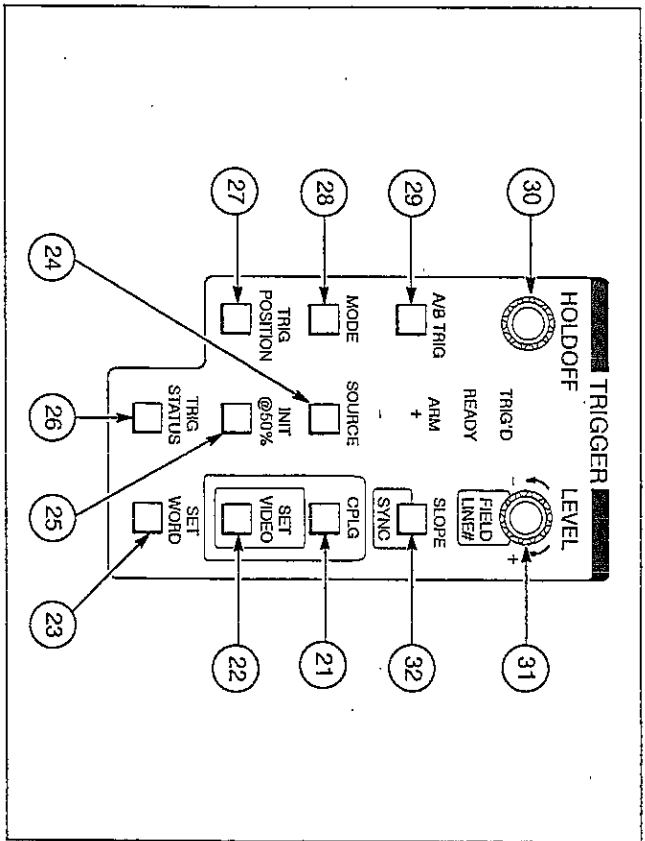 TRIGGER
HOLDOFF
LEVEL
- +
FIELD
LINE#
TRIG'D
READY
ARM
+
-
A/B TRIG
SLOPE
SYNC
MODE
SOURCE
CPLG
TRIG
POSITION
INIT
@50%
SET
VIDEO
TRIG
STATUS
SET
WORD
30
29
28
27
24
26
25
23
22
21
32
31